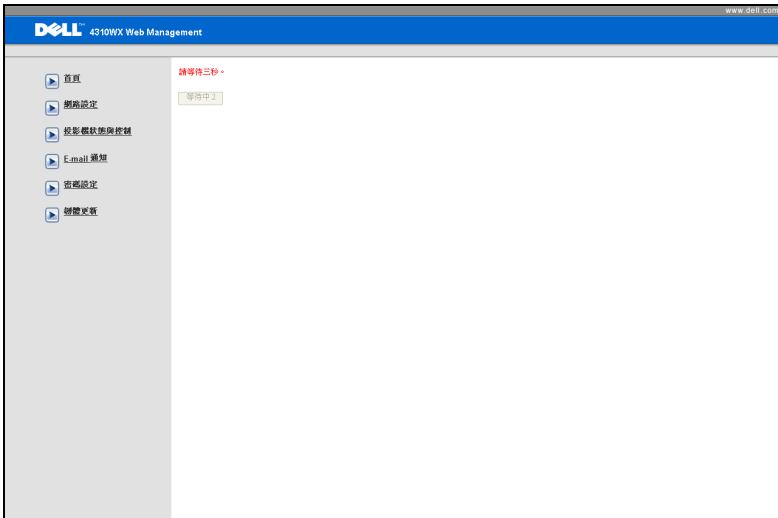 www.dell.com
DELL™ 4310WX Web Management
首頁
網路設定
投影機狀態與控制
E-mail 通知
密碼設定
韌體更新
請等待三秒。
等待中 2